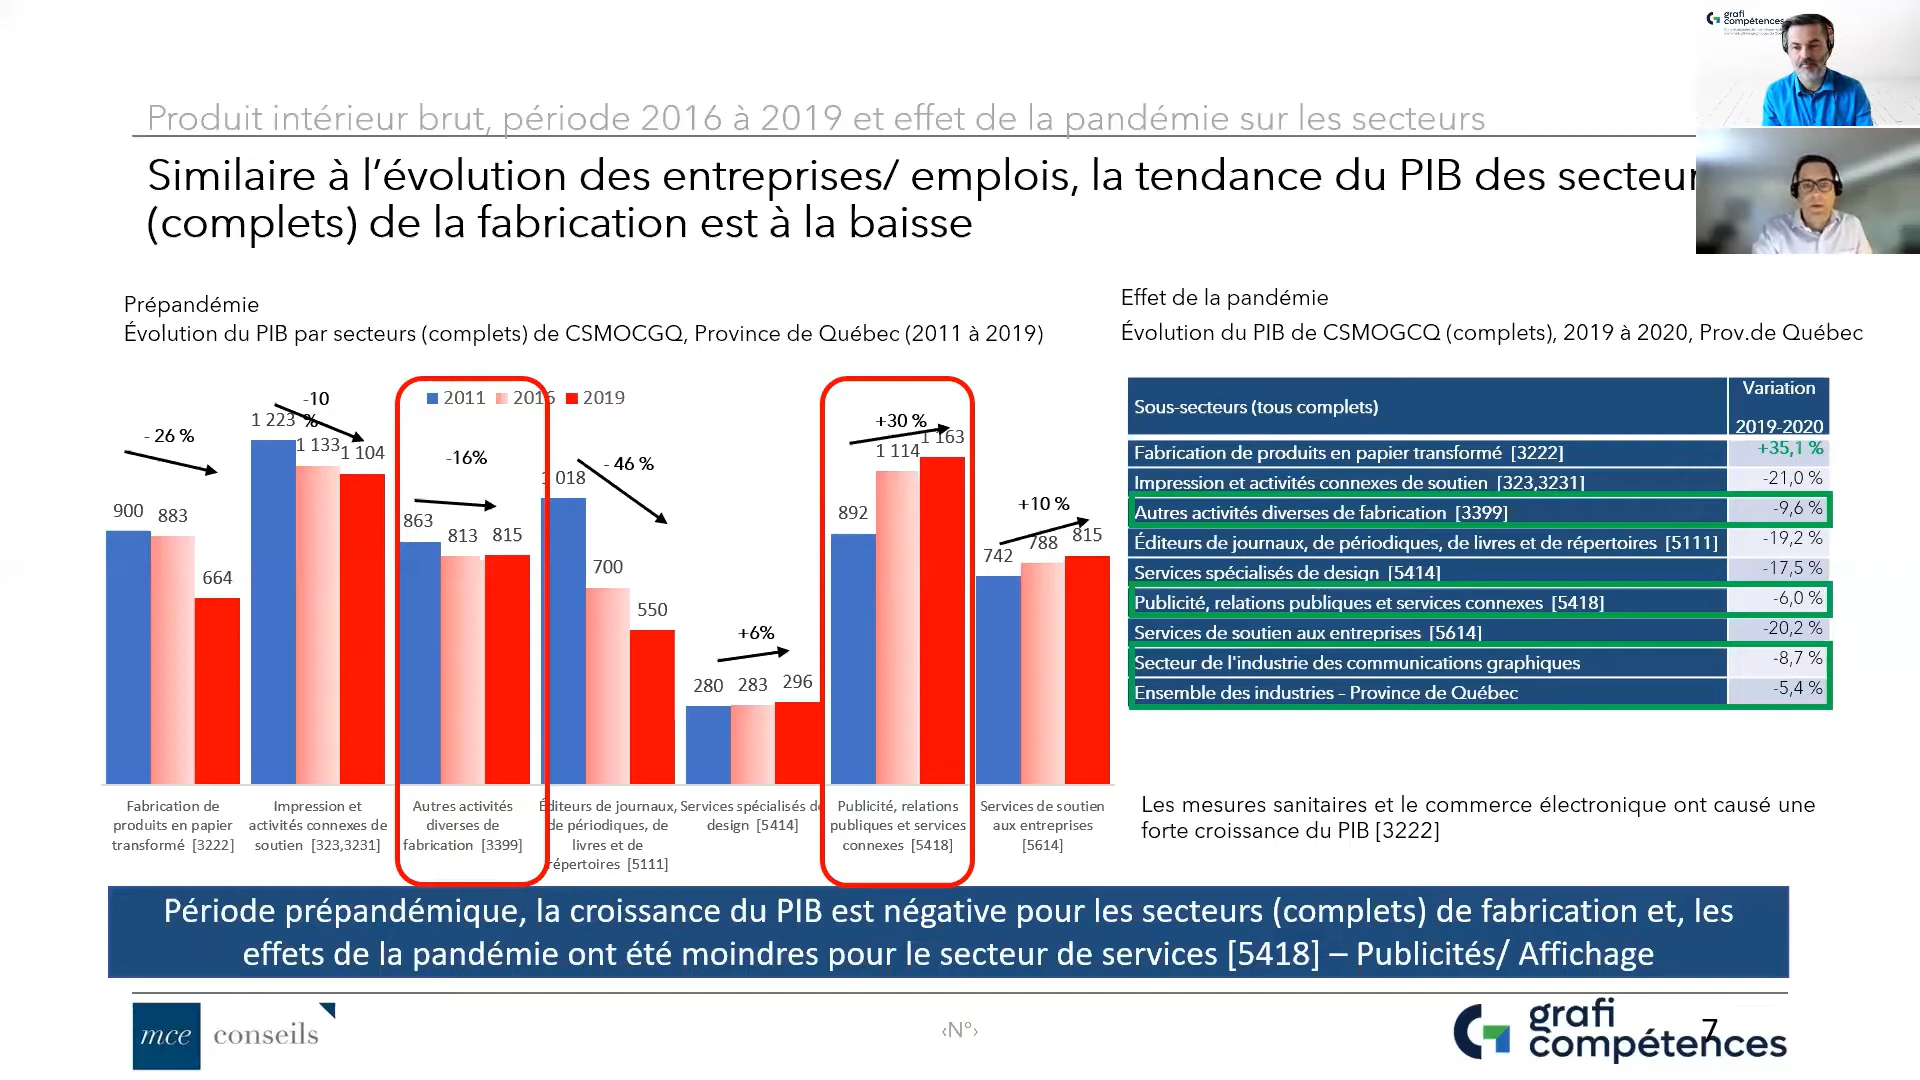 grafi
compétences
Produit intérieur brut, période 2016 à 2019 et effet de la pandémie sur les secteurs
Similaire à l’évolution des entreprises/ emplois, la tendance du PIB des secteur
(complets) de la fabrication est à la baisse
Prépandémie
Évolution du PIB par secteurs (complets) de CSMOCGQ, Province de Québec (2011 à 2019)
2011 2016 2019
- 26 %
900 883 664
-10
%
1 223 1 133 1 104
-16%
863 813 815
- 46 %
1 018 700 550
+6%
280 283 296
+30 %
892 1 114 1 163
+10 %
742 788 815
Fabrication de
produits en papier
transformé [3222]
Impression et
activités connexes de
soutien [323,3231]
Autres activités
diverses de
fabrication [3399]
Éditeurs de journaux,
de périodiques, de
livres et de
répertoires [5111]
Services spécialisés de
design [5414]
Publicité, relations
publiques et services
connexes [5418]
Services de soutien
aux entreprises
[5614]
Effet de la pandémie
Évolution du PIB de CSMOGCQ (complets), 2019 à 2020, Prov.de Québec
Sous-secteurs (tous complets) Variation 2019-2020
Fabrication de produits en papier transformé [3222] +35,1 %
Impression et activités connexes de soutien [323,3231] -21,0 %
Autres activités diverses de fabrication [3399] -9,6 %
Éditeurs de journaux, de périodiques, de livres et de répertoires [5111] -19,2 %
Services spécialisés de design [5414] -17,5 %
Publicité, relations publiques et services connexes [5418] -6,0 %
Services de soutien aux entreprises [5614] -20,2 %
Secteur de l'industrie des communications graphiques -8,7 %
Ensemble des industries – Province de Québec -5,4 %
Les mesures sanitaires et le commerce électronique ont causé une
forte croissance du PIB [3222]
Période prépandémique, la croissance du PIB est négative pour les secteurs (complets) de fabrication et, les
effets de la pandémie ont été moindres pour le secteur de services [5418] – Publicités/ Affichage
mce conseils
‹N°›
grafi
compétences
7